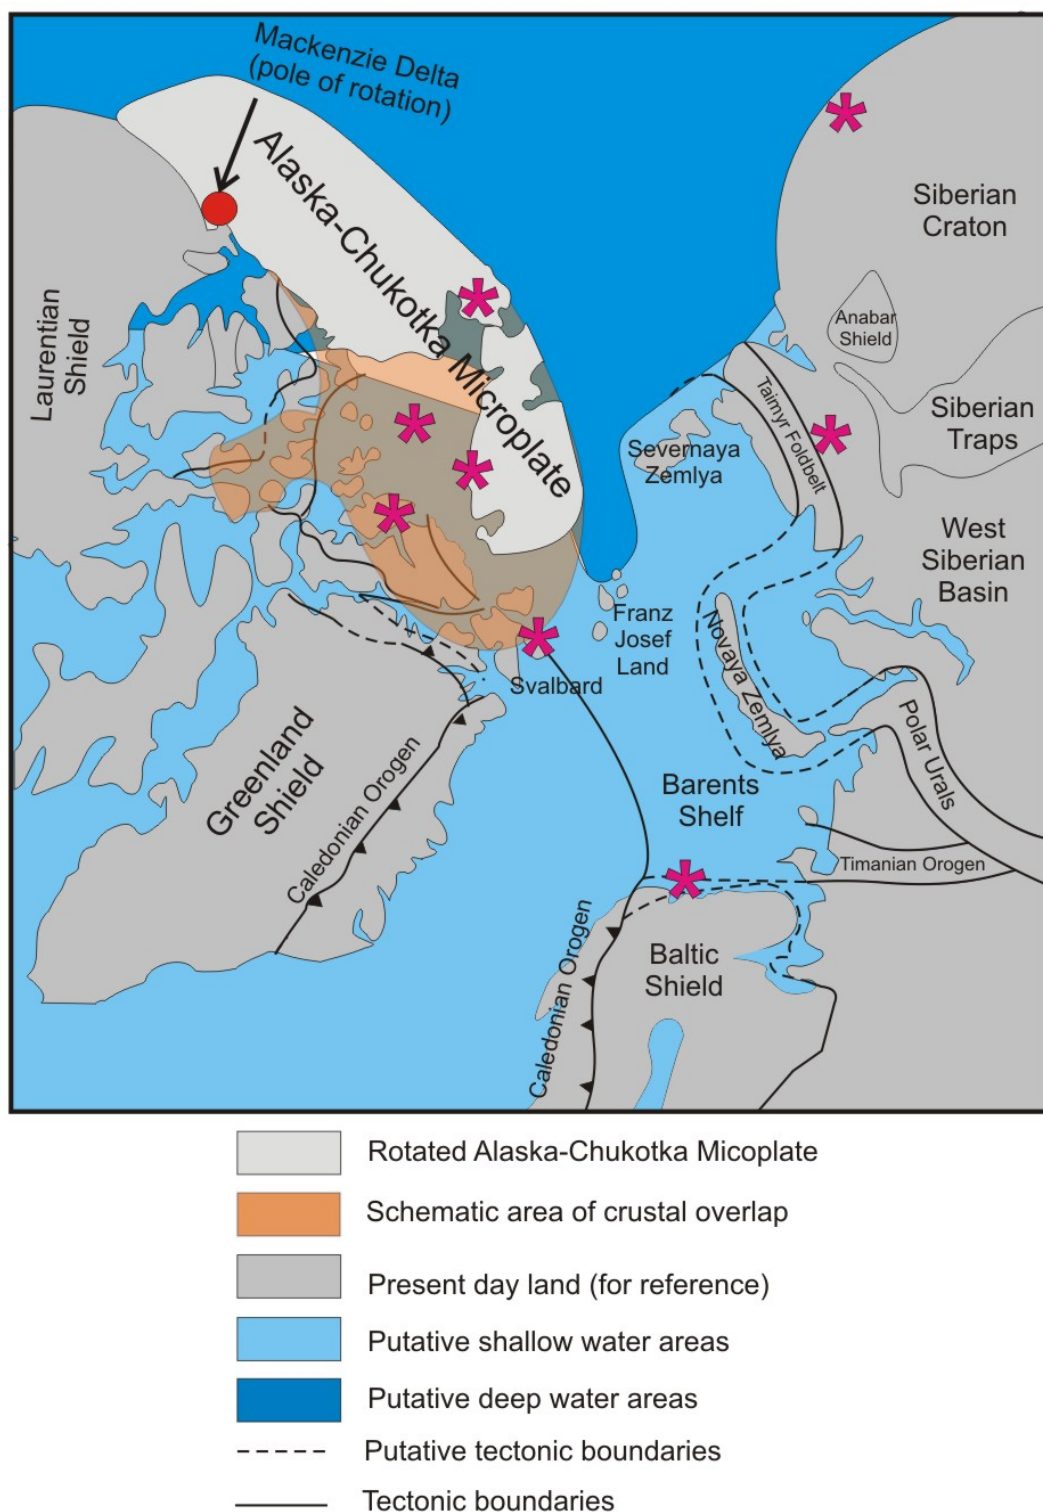 Mackenzie Delta
(pole of rotation)
Alaska-Chukotka Microplate
Siberian
Craton
Laurentian
Shield
Anabar
Shield
Siberian
Traps
Taimyr Foldbelt
Severnaya
Zemlya
West
Siberian
Basin
Franz
Josef
Land
Novaya Zemlya
Svalbard
Polar Urals
Greenland
Shield
Caledonian Orogen
Barents
Shelf
Timanian Orogen
Caledonian Orogen
Baltic
Shield
Rotated Alaska-Chukotka Micoplate
Schematic area of crustal overlap
Present day land (for reference)
Putative shallow water areas
Putative deep water areas
Putative tectonic boundaries
Tectonic boundaries